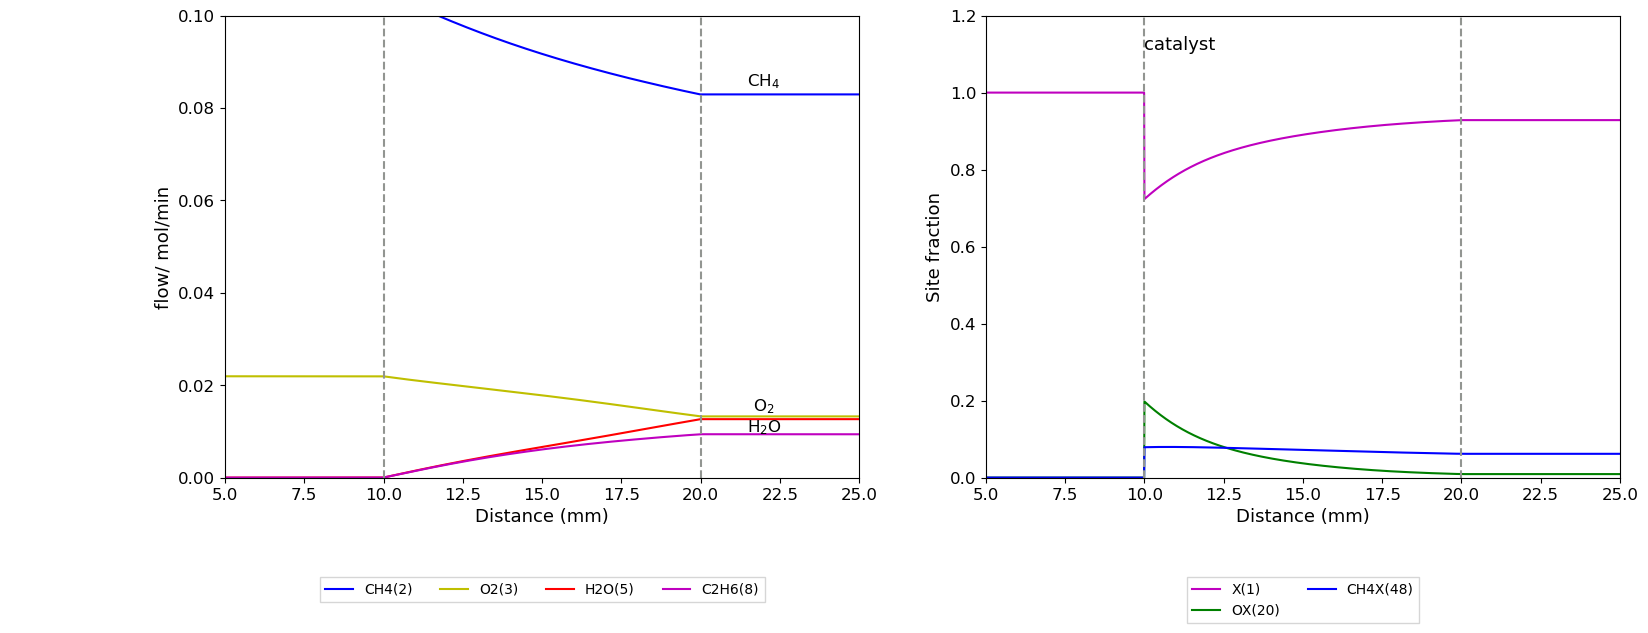 flow/ mol/min
0.10
0.08
0.06
0.04
0.02
0.00
CH₄
O₂
H₂O
5.0 7.5 10.0 12.5 15.0 17.5 20.0 22.5 25.0
Distance (mm)
CH4(2) O2(3) H2O(5) C2H6(8)
Site fraction
1.2
1.0
0.8
0.6
0.4
0.2
0.0
catalyst
5.0 7.5 10.0 12.5 15.0 17.5 20.0 22.5 25.0
Distance (mm)
X(1) CH4X(48)
OX(20)